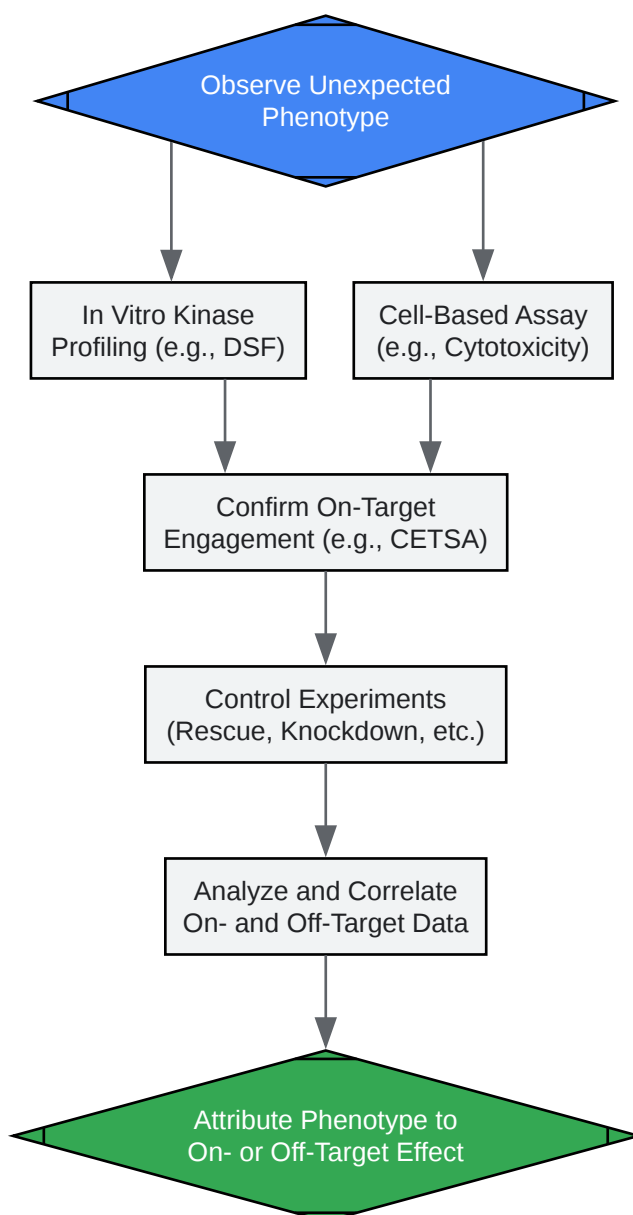 Observe Unexpected
Phenotype
In Vitro Kinase
Profiling (e.g., DSF)
Cell-Based Assay
(e.g., Cytotoxicity)
Confirm On-Target
Engagement (e.g., CETSA)
Control Experiments
(Rescue, Knockdown, etc.)
Analyze and Correlate
On- and Off-Target Data
Attribute Phenotype to
On- or Off-Target Effect